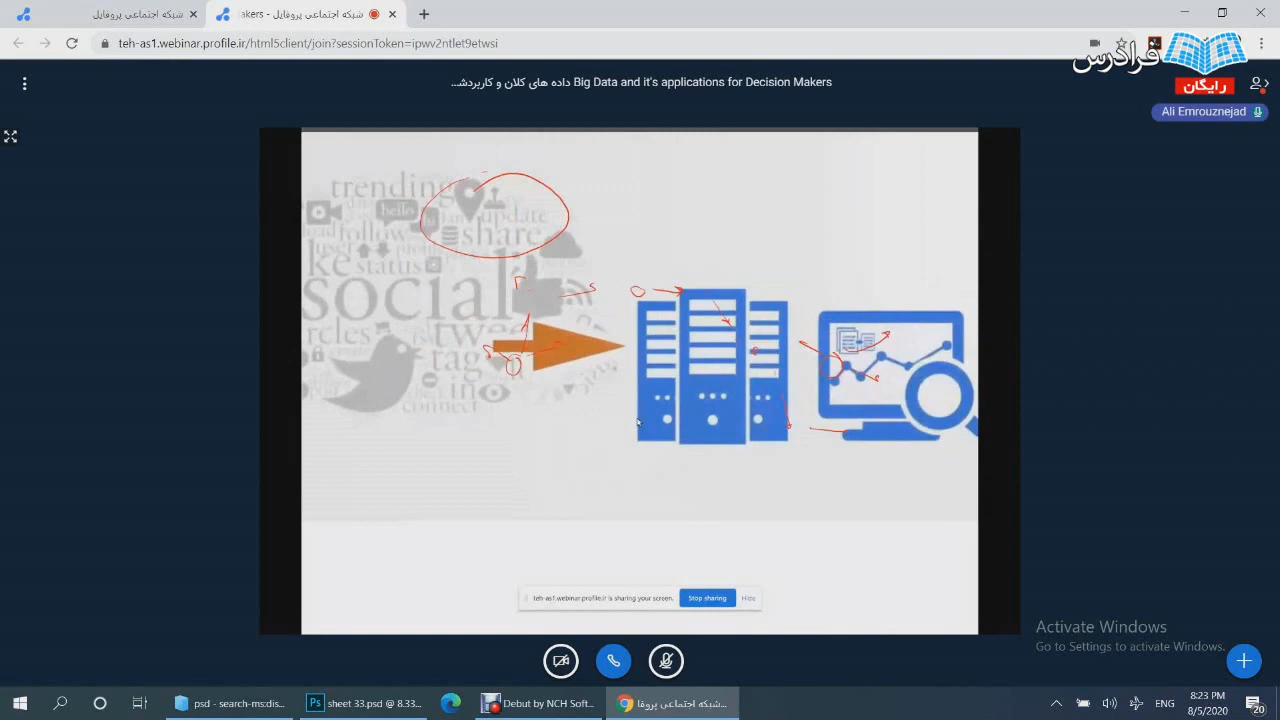 شبکه اجتماعی پروفایل
akers - شبکه اجتماعی پروفایل
teh-as1.webinar.profile.ir/html5client/join?sessionToken=ipwv2ntlet9etwsi
فرادرس
رایگان
داده های کلان و کاربردش... Big Data and it's applications for Decision Makers
Ali Emrouznejad
trending
hello
update
follow
share
user
ke status
social
tweet
tag
in
connect
teh-as1.webinar.profile.ir is sharing your screen.
Stop sharing
Hide
Activate Windows
Go to Settings to activate Windows.
psd - search-ms:dis...
sheet 33.psd @ 8.33...
Debut by NCH Soft...
شبکه اجتماعی پروفا...
ENG
8:23 PM
8/5/2020
20